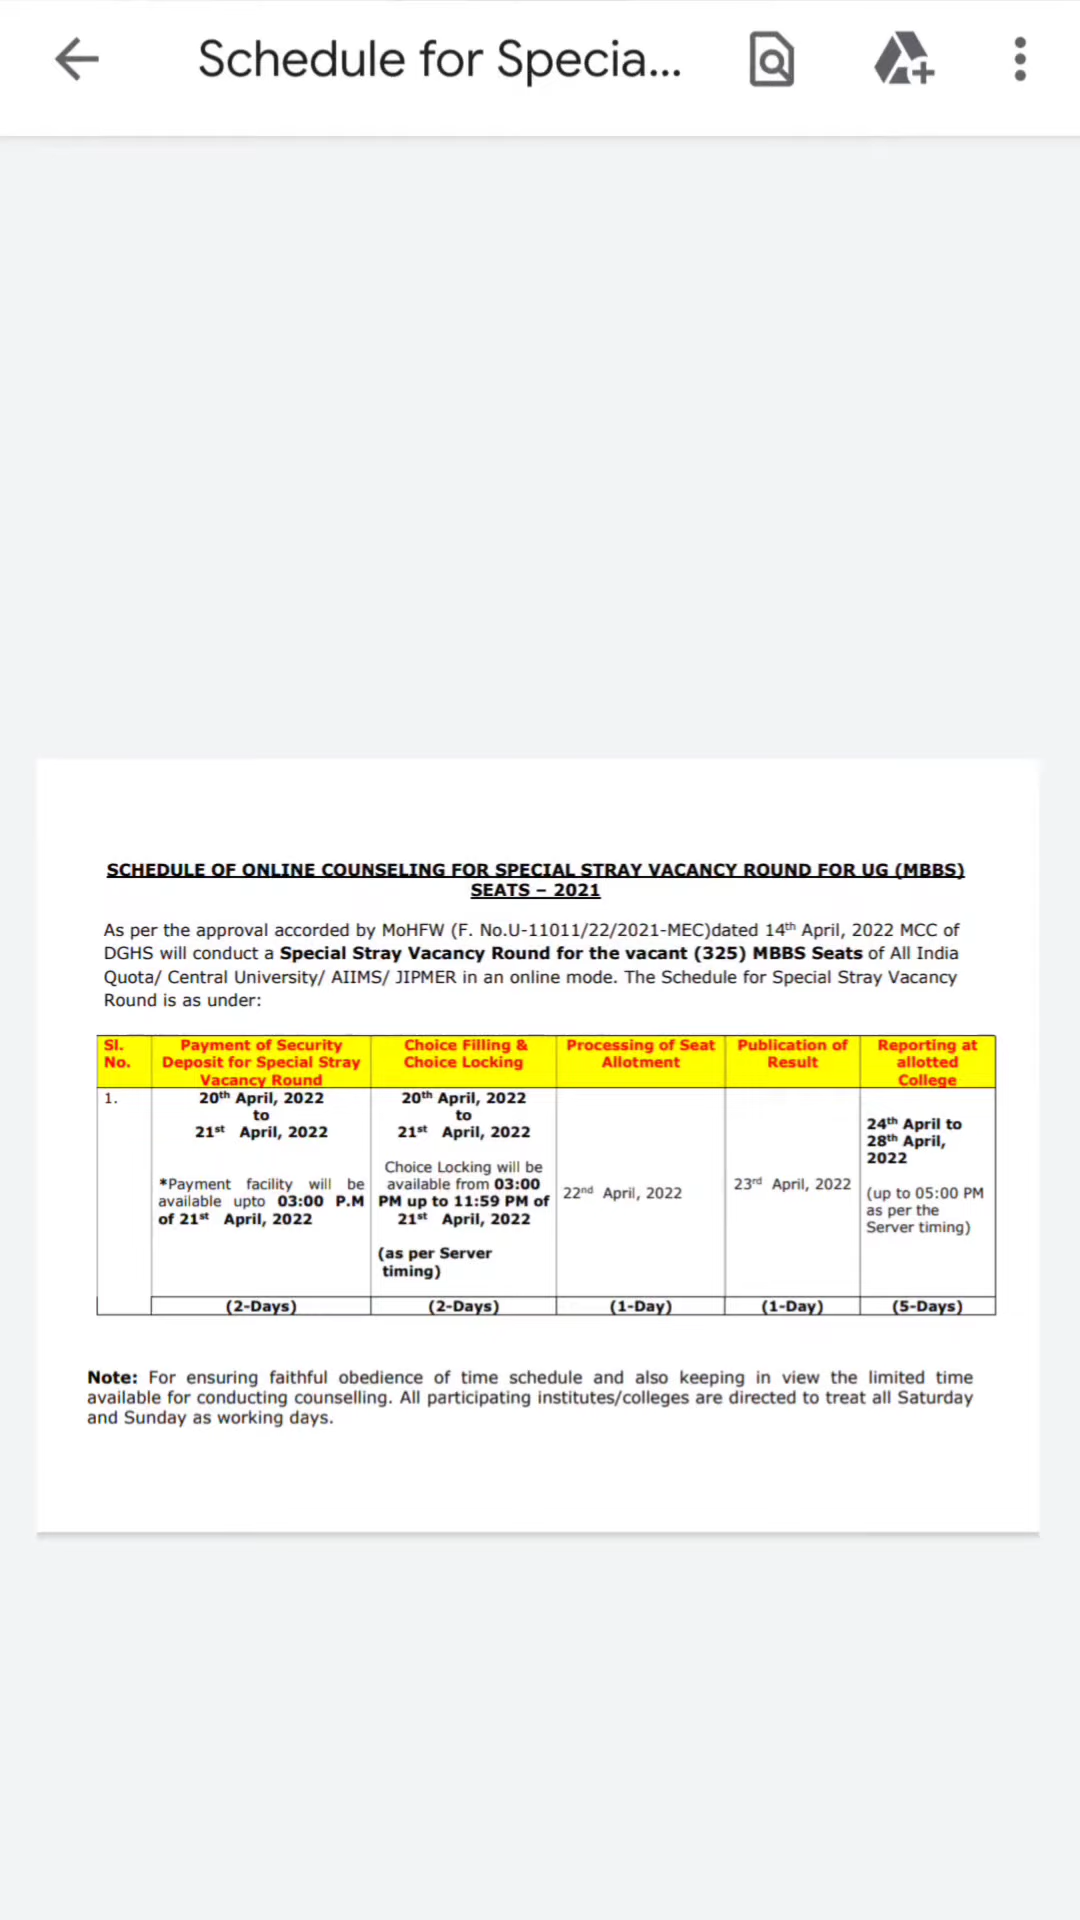 Schedule for Specia...
SCHEDULE OF ONLINE COUNSELING FOR SPECIAL STRAY VACANCY ROUND FOR UG (MBBS)
SEATS – 2021
As per the approval accorded by MoHFW (F. No.U-11011/22/2021-MEC)dated 14th April, 2022 MCC of
DGHS will conduct a Special Stray Vacancy Round for the vacant (325) MBBS Seats of All India
Quota/ Central University/ AIIMS/ JIPMER in an online mode. The Schedule for Special Stray Vacancy
Round is as under:
Sl.
No.
Payment of Security
Deposit for Special Stray
Vacancy Round
Choice Filling &
Choice Locking
Processing of Seat
Allotment
Publication of
Result
Reporting at
allotted
College
1.
20th April, 2022
to
21st April, 2022
*Payment facility will be
available upto 03:00 P.M
of 21st April, 2022
20th April, 2022
to
21st April, 2022
Choice Locking will be
available from 03:00
PM up to 11:59 PM of
21st April, 2022
(as per Server
timing)
22nd April, 2022
23rd April, 2022
24th April to
28th April,
2022
(up to 05:00 PM
as per the
Server timing)
(2-Days)
(2-Days)
(1-Day)
(1-Day)
(5-Days)
Note: For ensuring faithful obedience of time schedule and also keeping in view the limited time
available for conducting counselling. All participating institutes/colleges are directed to treat all Saturday
and Sunday as working days.